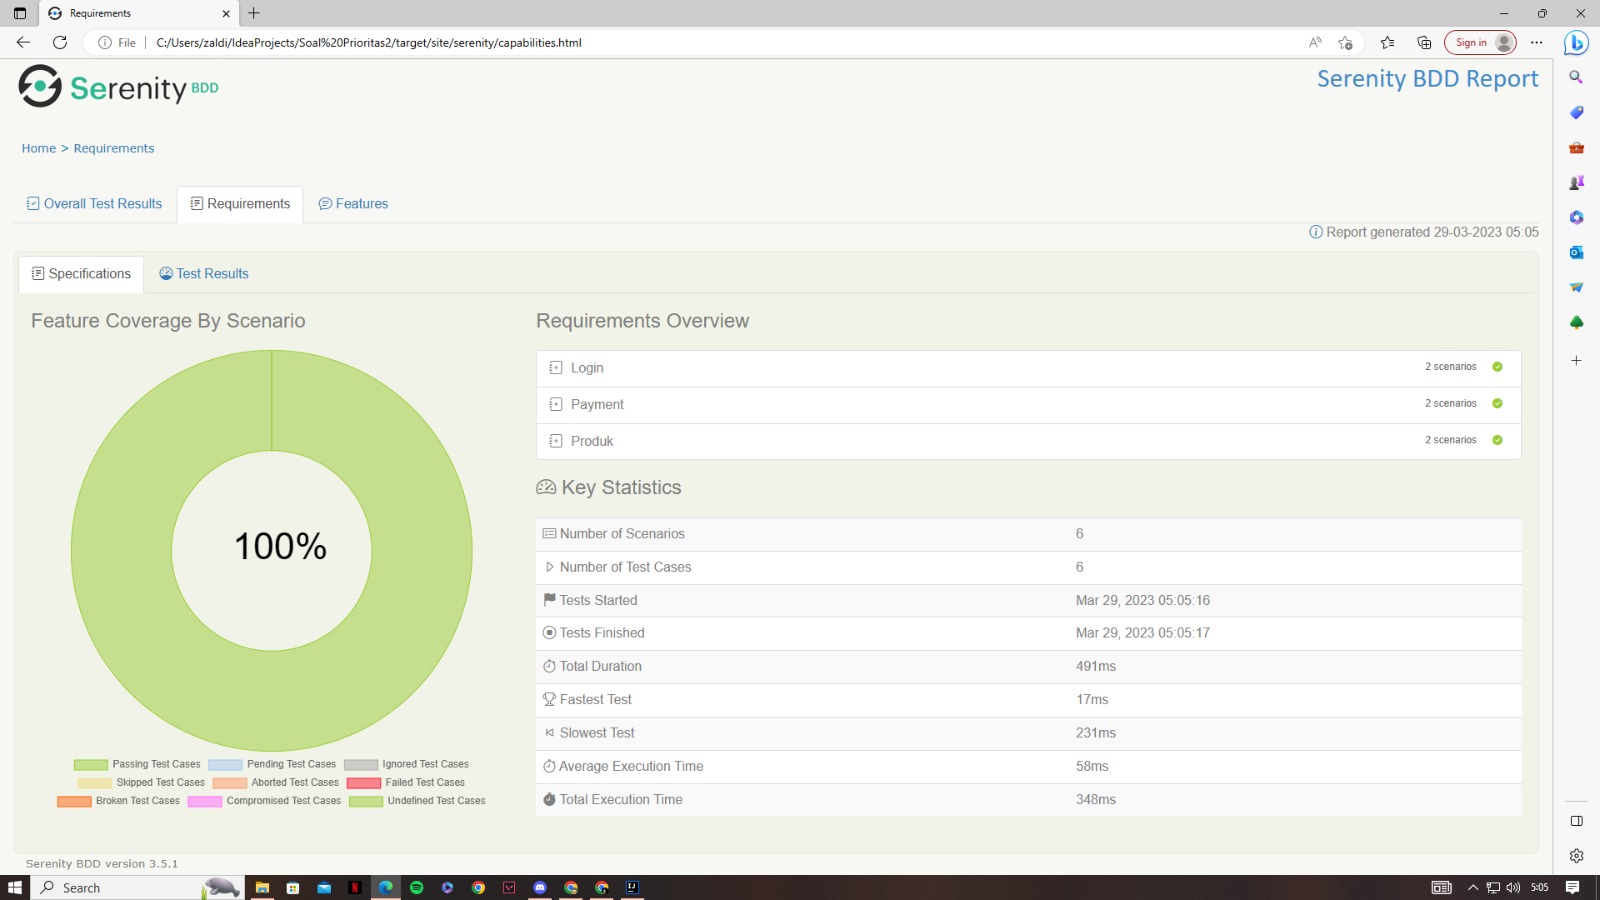 Requirements
File
C:/Users/zaldi/IdeaProjects/Soal%20Prioritas2/target/site/serenity/capabilities.html
Sign in
Serenity BDD
Serenity BDD Report
Home > Requirements
Overall Test Results
Requirements
Features
Report generated 29-03-2023 05:05
Specifications
Test Results
Feature Coverage By Scenario
100%
Passing Test Cases
Pending Test Cases
Ignored Test Cases
Skipped Test Cases
Aborted Test Cases
Failed Test Cases
Broken Test Cases
Compromised Test Cases
Undefined Test Cases
Requirements Overview
Login 2 scenarios
Payment 2 scenarios
Produk 2 scenarios
Key Statistics
Number of Scenarios 6
Number of Test Cases 6
Tests Started Mar 29, 2023 05:05:16
Tests Finished Mar 29, 2023 05:05:17
Total Duration 491ms
Fastest Test 17ms
Slowest Test 231ms
Average Execution Time 58ms
Total Execution Time 348ms
Serenity BDD version 3.5.1
Search
5:05